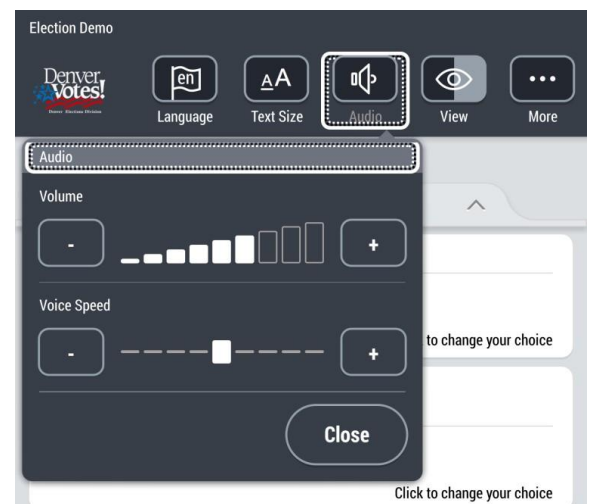 Election Demo
Denver
Votes!
Denver Elections Division
en
AA
Language
Text Size
Audio
View
More
Audio
Volume
-
+
Voice Speed
-
+
to change your choice
Close
Click to change your choice